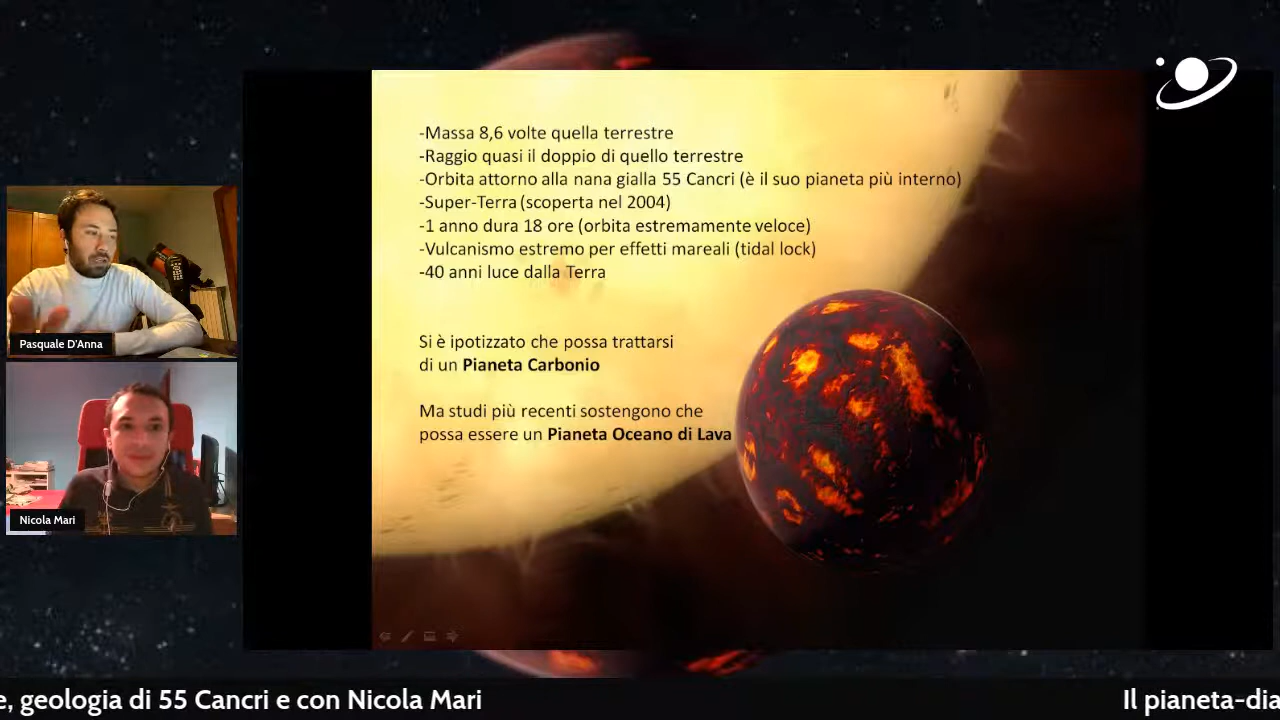 -Massa 8,6 volte quella terrestre
-Raggio quasi il doppio di quello terrestre
-Orbita attorno alla nana gialla 55 Cancri (è il suo pianeta più interno)
-Super-Terra (scoperta nel 2004)
-1 anno dura 18 ore (orbita estremamente veloce)
-Vulcanismo estremo per effetti mareali (tidal lock)
-40 anni luce dalla Terra
Si è ipotizzato che possa trattarsi
di un Pianeta Carbonio
Ma studi più recenti sostengono che
possa essere un Pianeta Oceano di Lava
Pasquale D'Anna
Nicola Mari
e, geologia di 55 Cancri e con Nicola Mari
Il pianeta-dia